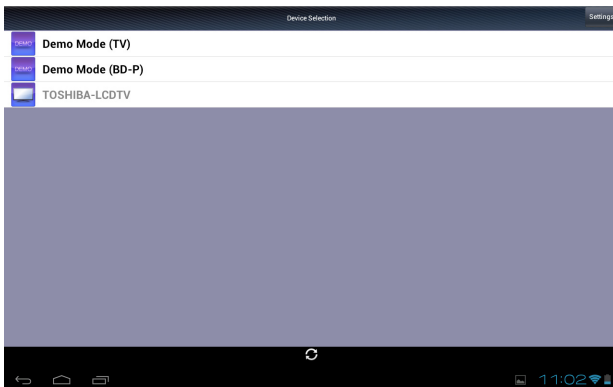 Device Selection
Settings
DEMO Demo Mode (TV)
DEMO Demo Mode (BD-P)
TOSHIBA-LCDTV
11:02